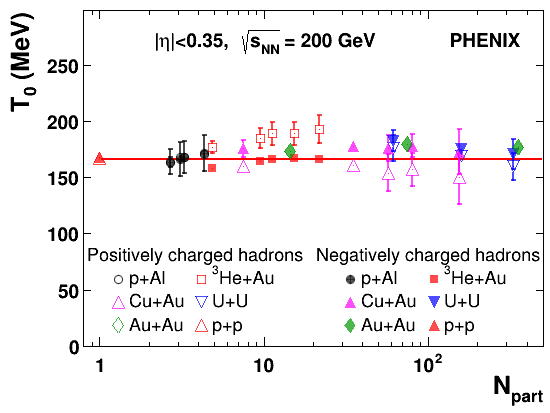 |η|<0.35, √s_NN = 200 GeV PHENIX
T_0 (MeV)
250
200
150
100
50
0
Positively charged hadrons Negatively charged hadrons
p+Al ³He+Au p+Al ³He+Au
Cu+Au U+U Cu+Au U+U
Au+Au p+p Au+Au p+p
1 10 10²
N_part